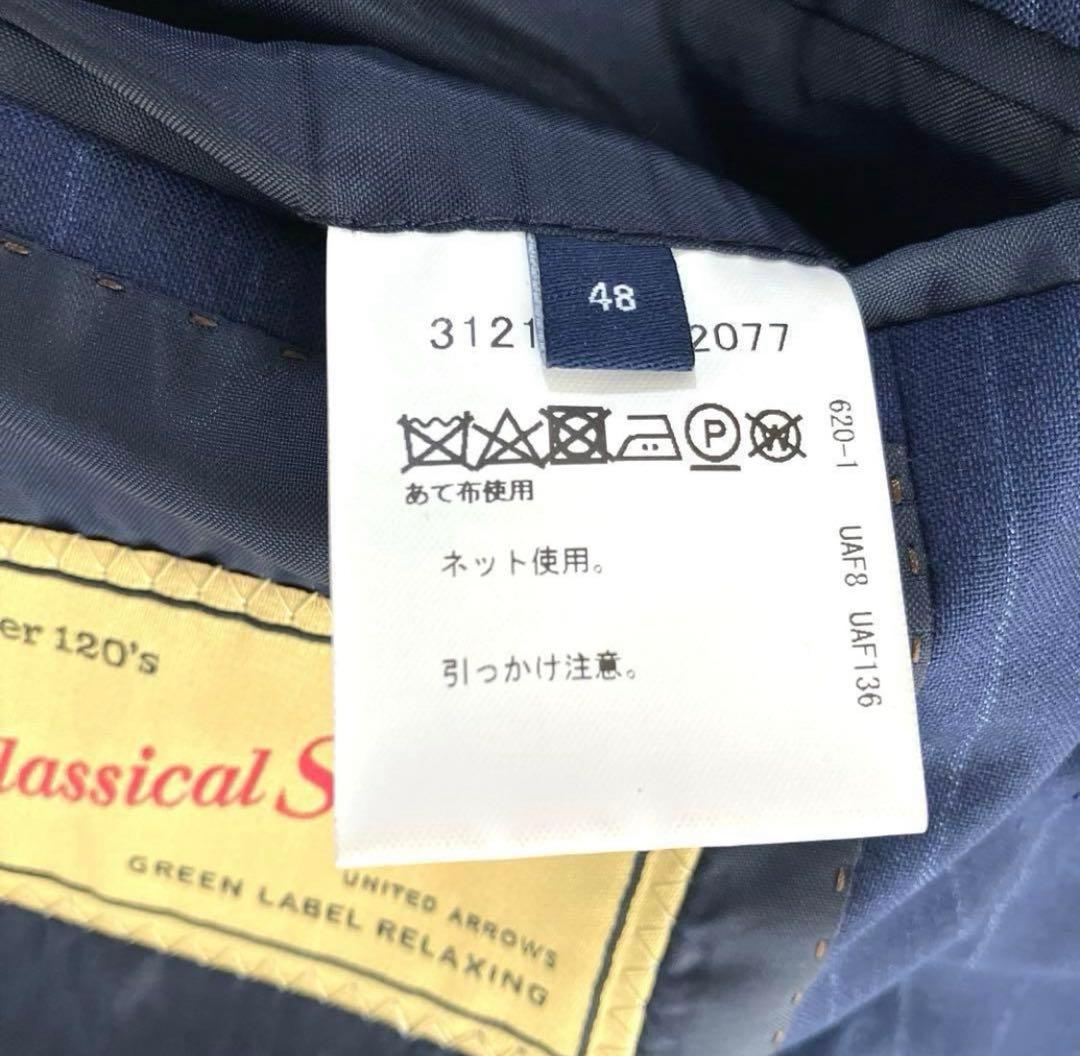 48
3121 2077
P W
あて布使用
ネット使用。
引っかけ注意。
620-1 UAF8 UAF136
er 120's
lassical S
UNITED ARROWS
GREEN LABEL RELAXING